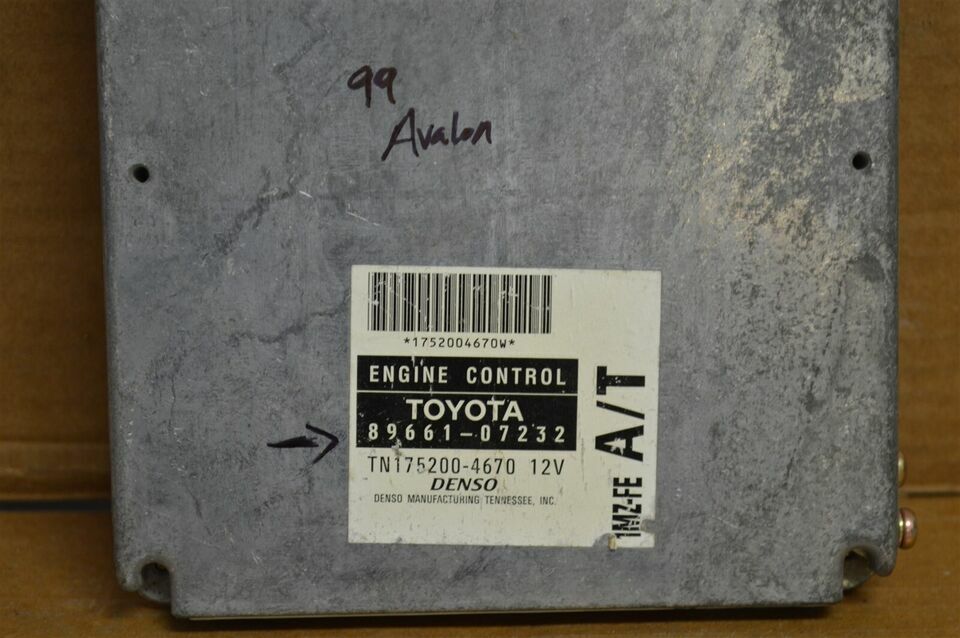 99
Avalon
*1752004670W*
ENGINE CONTROL
TOYOTA
89661-07232
TN175200-4670 12V
DENSO
DENSO MANUFACTURING TENNESSEE, INC.
1MZ-FE A/T